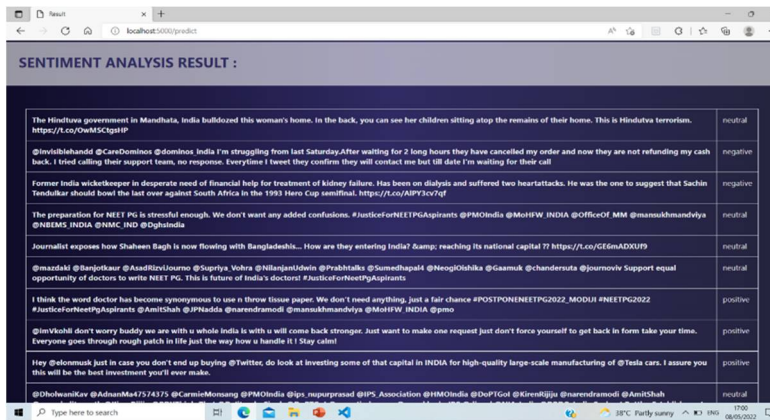 Result
localhost:5000/predict
SENTIMENT ANALYSIS RESULT :
The Hindtuva government in Mandhata, India bulldozed this woman's home. In the back, you can see her children sitting atop the remains of their home. This is Hindutva terrorism. neutral
https://t.co/OwMSCtgsHP
@invisiblehandd @CareDominos @dominos_india I'm struggling from last Saturday.After waiting for 2 long hours they have cancelled my order and now they are not refunding my cash negative
back. I tried calling their support team, no response. Everytime I tweet they confirm they will contact me but till date I'm waiting for their call
Former India wicketkeeper in desperate need of financial help for treatment of kidney failure. Has been on dialysis and suffered two heartattacks. He was the one to suggest that Sachin negative
Tendulkar should bowl the last over against South Africa in the 1993 Hero Cup semifinal. https://t.co/AlPY3cv7qf
The preparation for NEET PG is stressful enough. We don't want any added confusions. #JusticeForNEETPGAspirants @PMOIndia @MoHFW_INDIA @OfficeOf_MM @mansukhmandviya neutral
@NBEMS_INDIA @NMC_IND @DghsIndia
Journalist exposes how Shaheen Bagh is now flowing with Bangladeshis... How are they entering India? &amp; reaching its national capital ?? https://t.co/GE6mADXUf9 neutral
@mazdaki @Banjotkaur @AsadRizviJourno @Supriya_Vohra @NilanjanUdwin @Prabhtalks @Sumedhapal4 @NeogiOishika @Gaamuk @chandersuta @journoviv Support equal neutral
opportunity of doctors to write NEET PG. This is future of India's doctors! #JusticeForNeetPgAspirants
I think the word doctor has become synonymous to use n throw tissue paper. We don't need anything, just a fair chance #POSTPONENEETPG2022_MODIJI #NEETPG2022 positive
#JusticeForNeetPgAspirants @AmitShah @JPNadda @narendramodi @mansukhmandviya @MoHFW_INDIA @pmo
@imVkohli don't worry buddy we are with u whole india is with u will come back stronger. Just want to make one request just don't force yourself to get back in form take your time. positive
Everyone goes through rough patch in life just the way how u handle it ! Stay calm!
Hey @elonmusk just in case you don't end up buying @Twitter, do look at investing some of that capital in INDIA for high-quality large-scale manufacturing of @Tesla cars. I assure you positive
this will be the best investment you'll ever make.
@DholwaniKav @AdnanMa47574375 @CarmieMonsang @PMOIndia @ips_nupurprasad @IPS_Association @HMOIndia @DoPTGoI @KirenRijiju @narendramodi @AmitShah neutral
Type here to search
38°C Partly sunny
ENG
17:00
08/05/2022